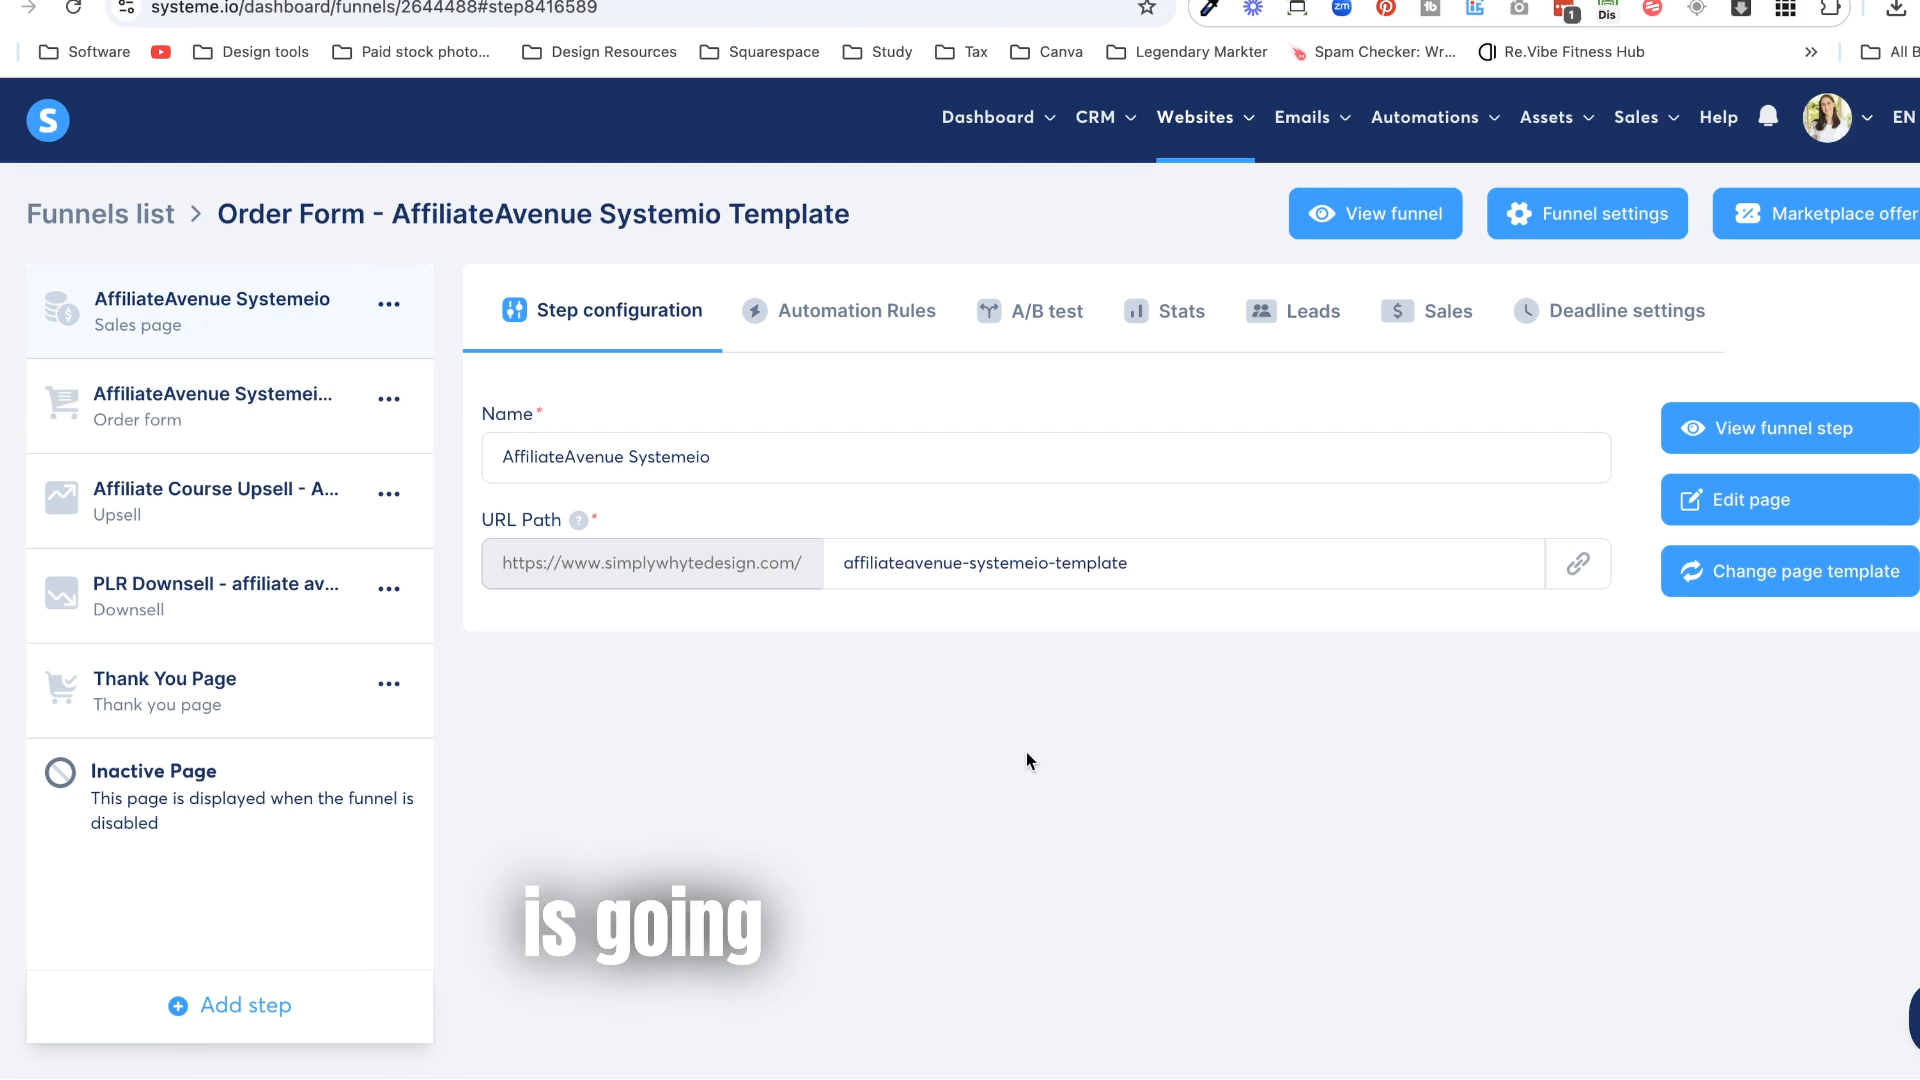 systeme.io/dashboard/funnels/2644488#step8416589
zm
1
Dis
Software
Design tools
Paid stock photo...
Design Resources
Squarespace
Study
Tax
Canva
Legendary Markter
Spam Checker: Wr...
Re.Vibe Fitness Hub
»
All B
S
Dashboard
CRM
Websites
Emails
Automations
Assets
Sales
Help
EN
Funnels list > Order Form - AffiliateAvenue Systemio Template
View funnel
Funnel settings
Marketplace offer
AffiliateAvenue Systemeio
Sales page
AffiliateAvenue Systemei...
Order form
Affiliate Course Upsell - A...
Upsell
PLR Downsell - affiliate av...
Downsell
Thank You Page
Thank you page
Inactive Page
This page is displayed when the funnel is
disabled
Add step
Step configuration
Automation Rules
A/B test
Stats
Leads
$ Sales
Deadline settings
Name*
AffiliateAvenue Systemeio
URL Path ? *
https://www.simplywhytedesign.com/
affiliateavenue-systemeio-template
View funnel step
Edit page
Change page template
is going